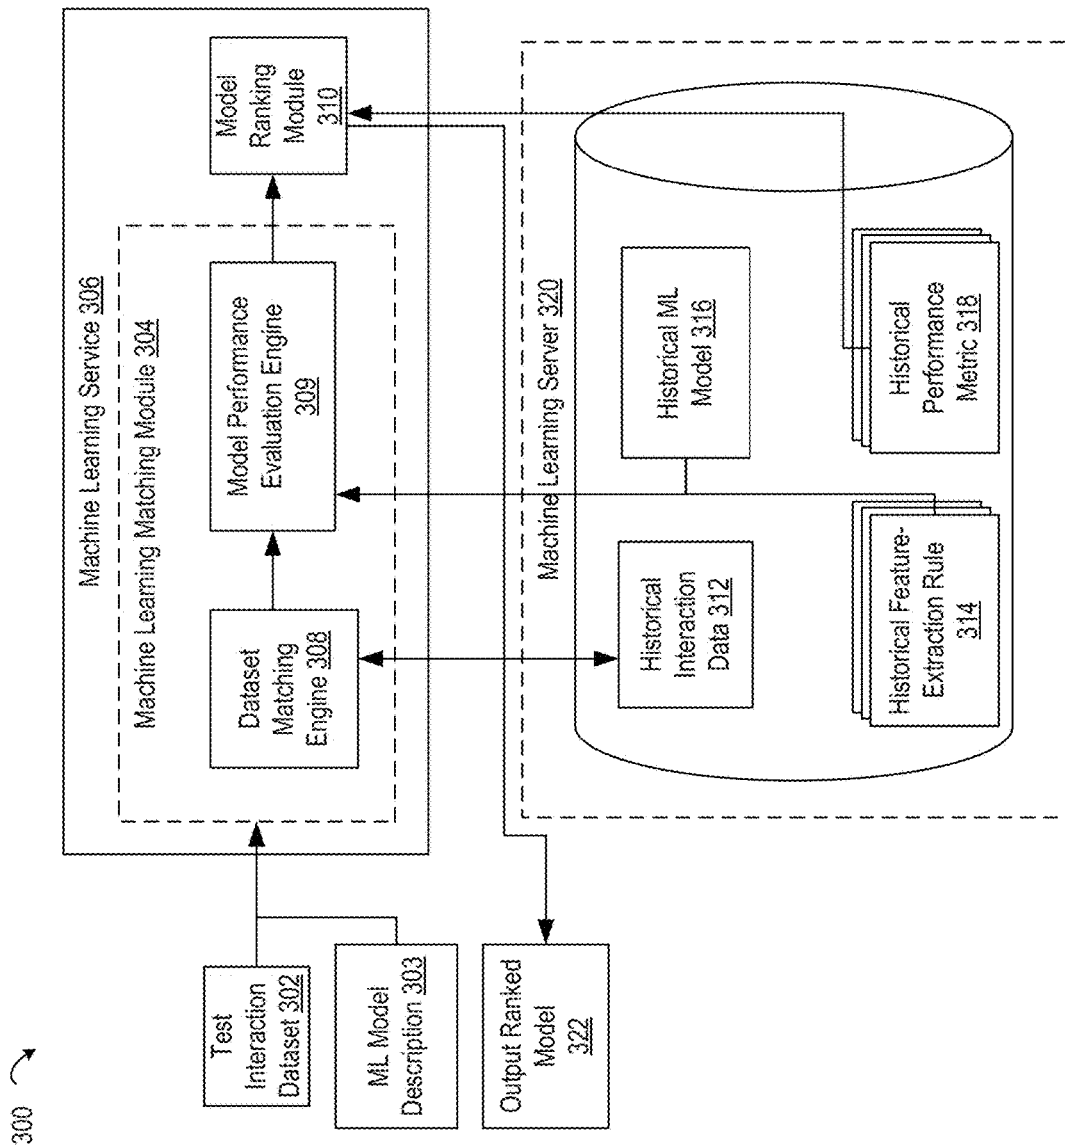 300
Test
Interaction
Dataset 302
ML Model
Description 303
Output Ranked
Model
322
Machine Learning Service 306
Machine Learning Matching Module 304
Dataset
Matching
Engine 308
Model Performance
Evaluation Engine
309
Model
Ranking
Module
310
Machine Learning Server 320
Historical
Interaction
Data 312
Historical ML
Model 316
Historical Feature-
Extraction Rule
314
Historical
Performance
Metric 318